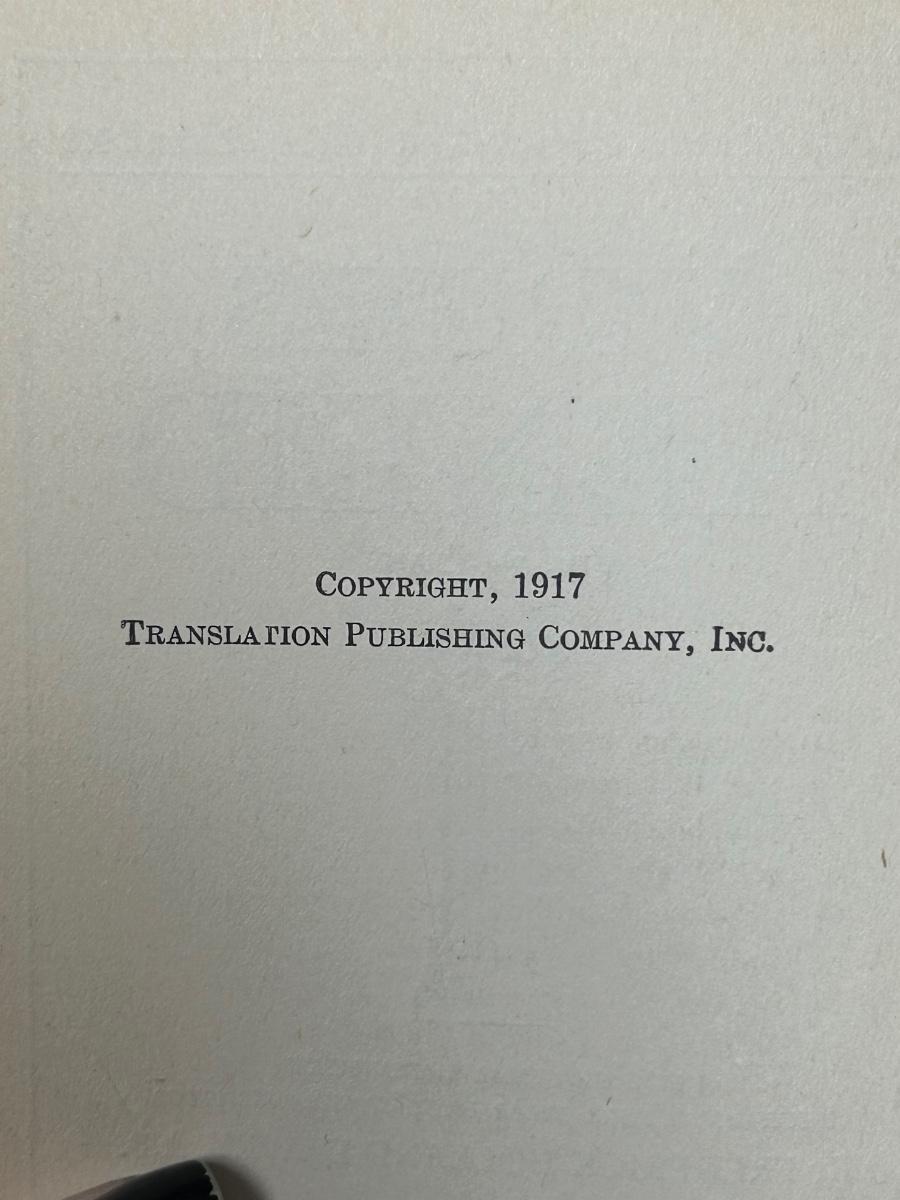 Copyright, 1917
Translation Publishing Company, Inc.